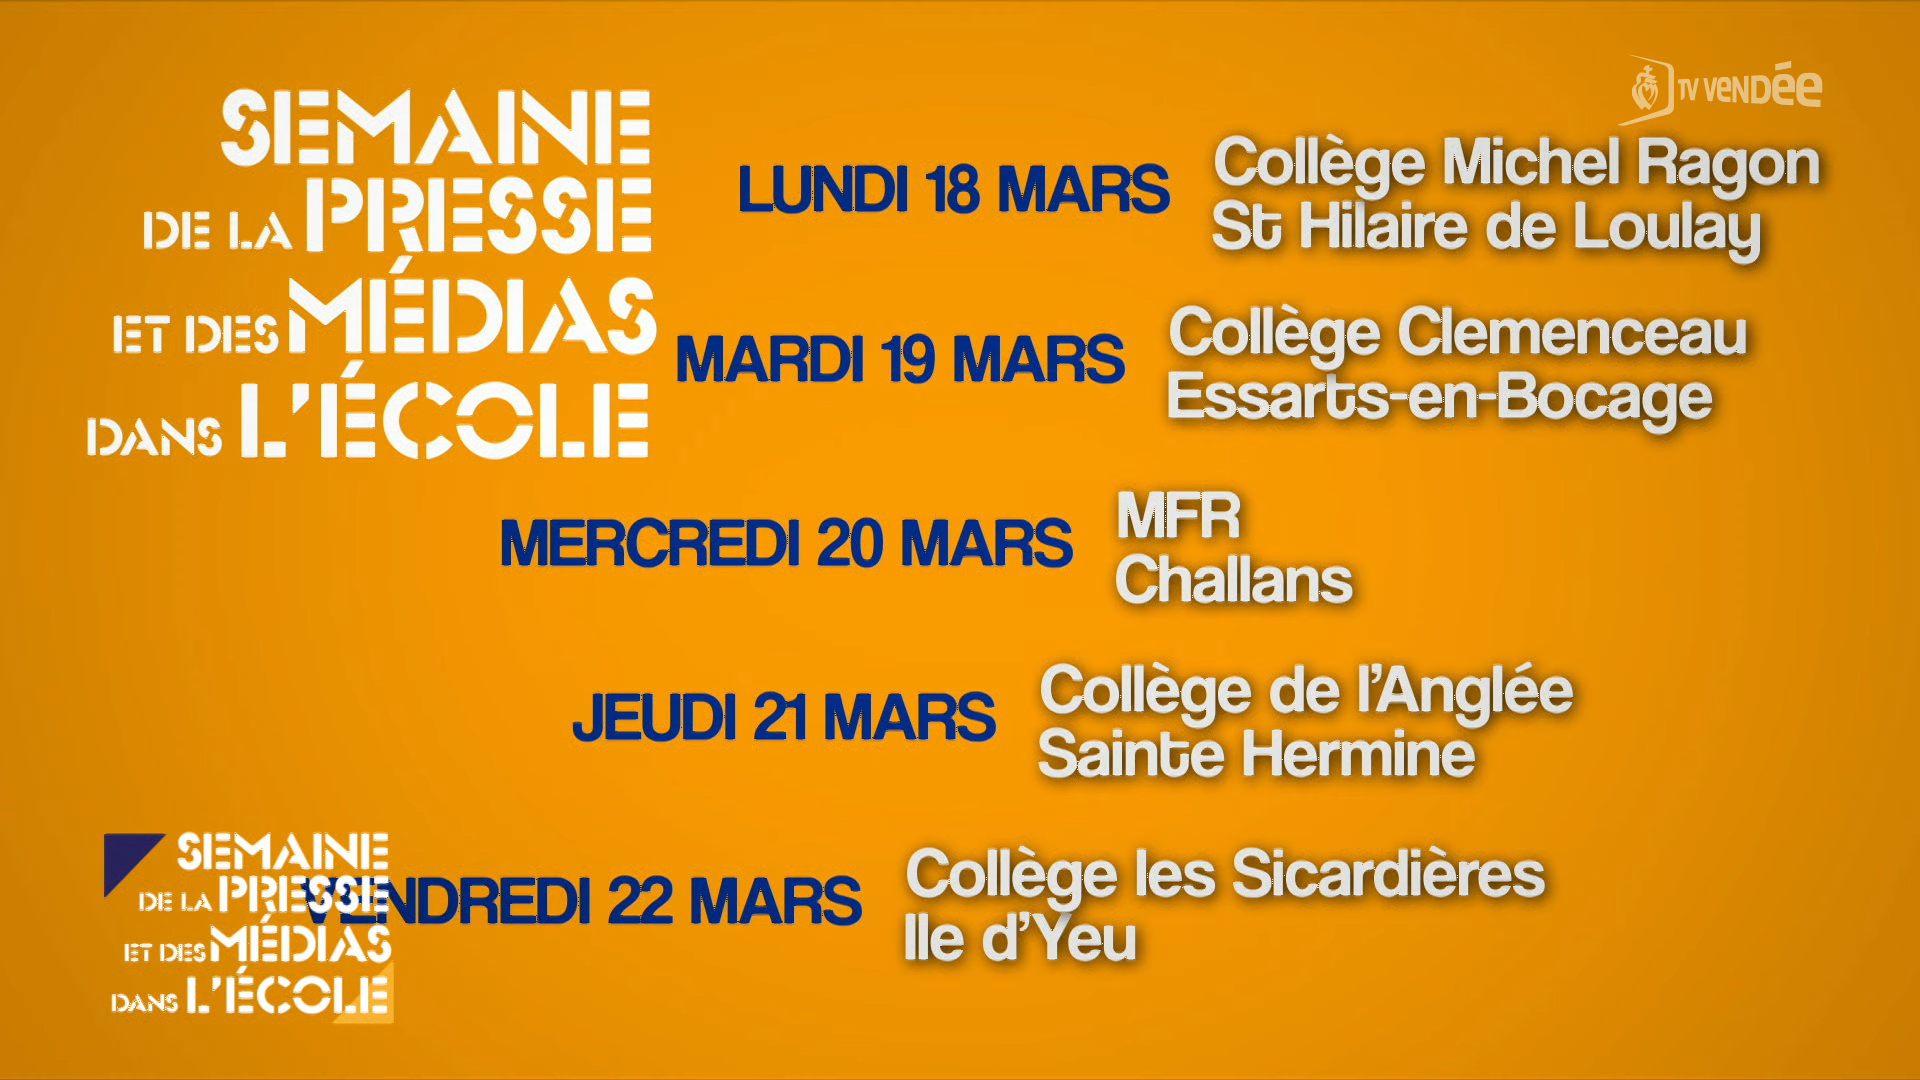 TV VENDÉE
SEMAINE
DE LA PRESSE
ET DES MÉDIAS
DANS L'ÉCOLE
LUNDI 18 MARS
Collège Michel Ragon
St Hilaire de Loulay
MARDI 19 MARS
Collège Clemenceau
Essarts-en-Bocage
MERCREDI 20 MARS
MFR
Challans
JEUDI 21 MARS
Collège de l'Anglée
Sainte Hermine
VENDREDI 22 MARS
Collège les Sicardières
Ile d'Yeu
SEMAINE
DE LA PRESSE
ET DES MÉDIAS
DANS L'ÉCOLE